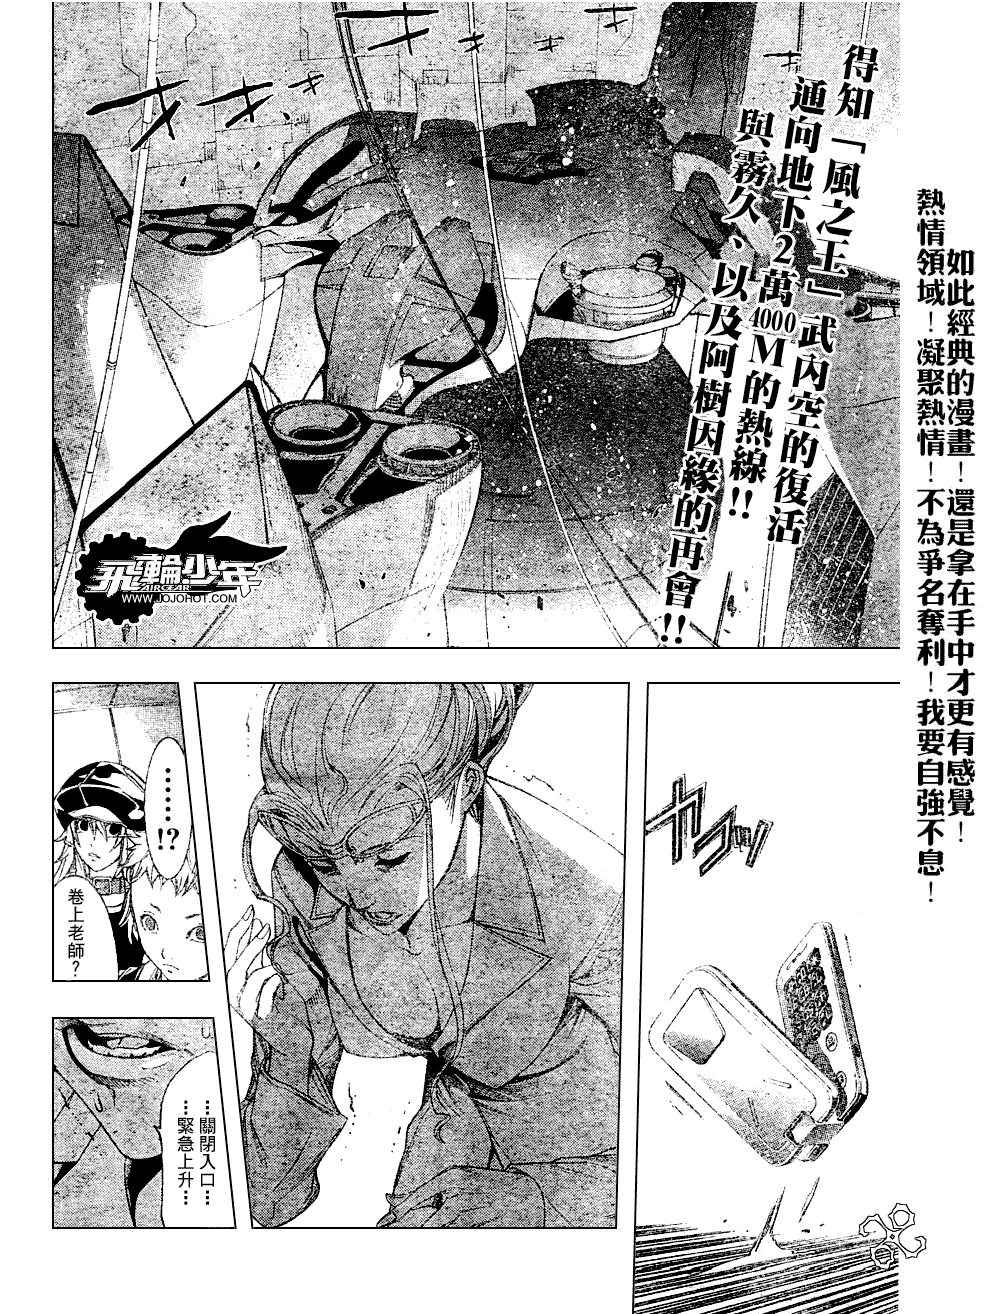 如此經典的漫畫！還是拿在手中才更有感覺！
熱情領域！凝聚熱情！不為爭名奪利！我要自強不息！
得知「風之王」武內空的復活
通向地下2萬4000M的熱線!!
與霧久、以及阿樹因緣的再會!!
飛輪少年
AIR GEAR
WWW.JOJOHOT.COM
カクッ
……!?
卷上老師？
…關閉入口…
…緊急上升…